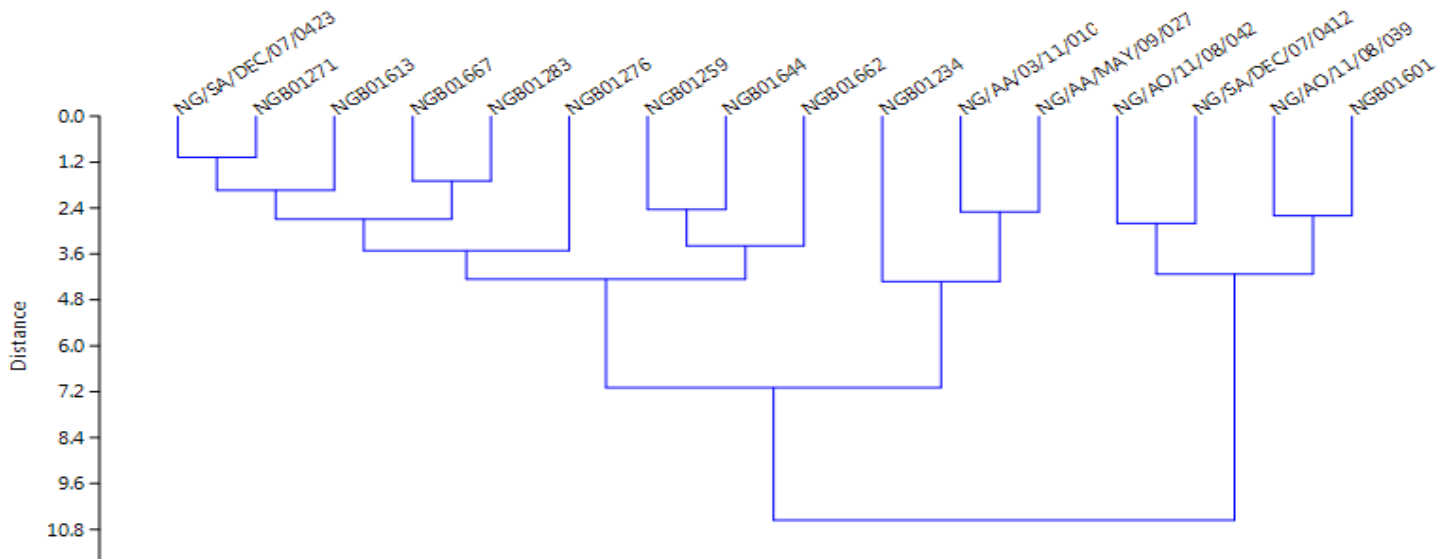 NG/SA/DEC/07/0423
NGB01271
NGB01613
NGB01667
NGB01283
NGB01276
NGB01259
NGB01644
NGB01662
NGB01234
NG/AA/03/11/010
NG/AA/MAY/09/027
NG/AO/11/08/042
NG/SA/DEC/07/0412
NG/AO/11/08/039
NGB01601
0.0
1.2
2.4
3.6
4.8
6.0
7.2
8.4
9.6
10.8
Distance